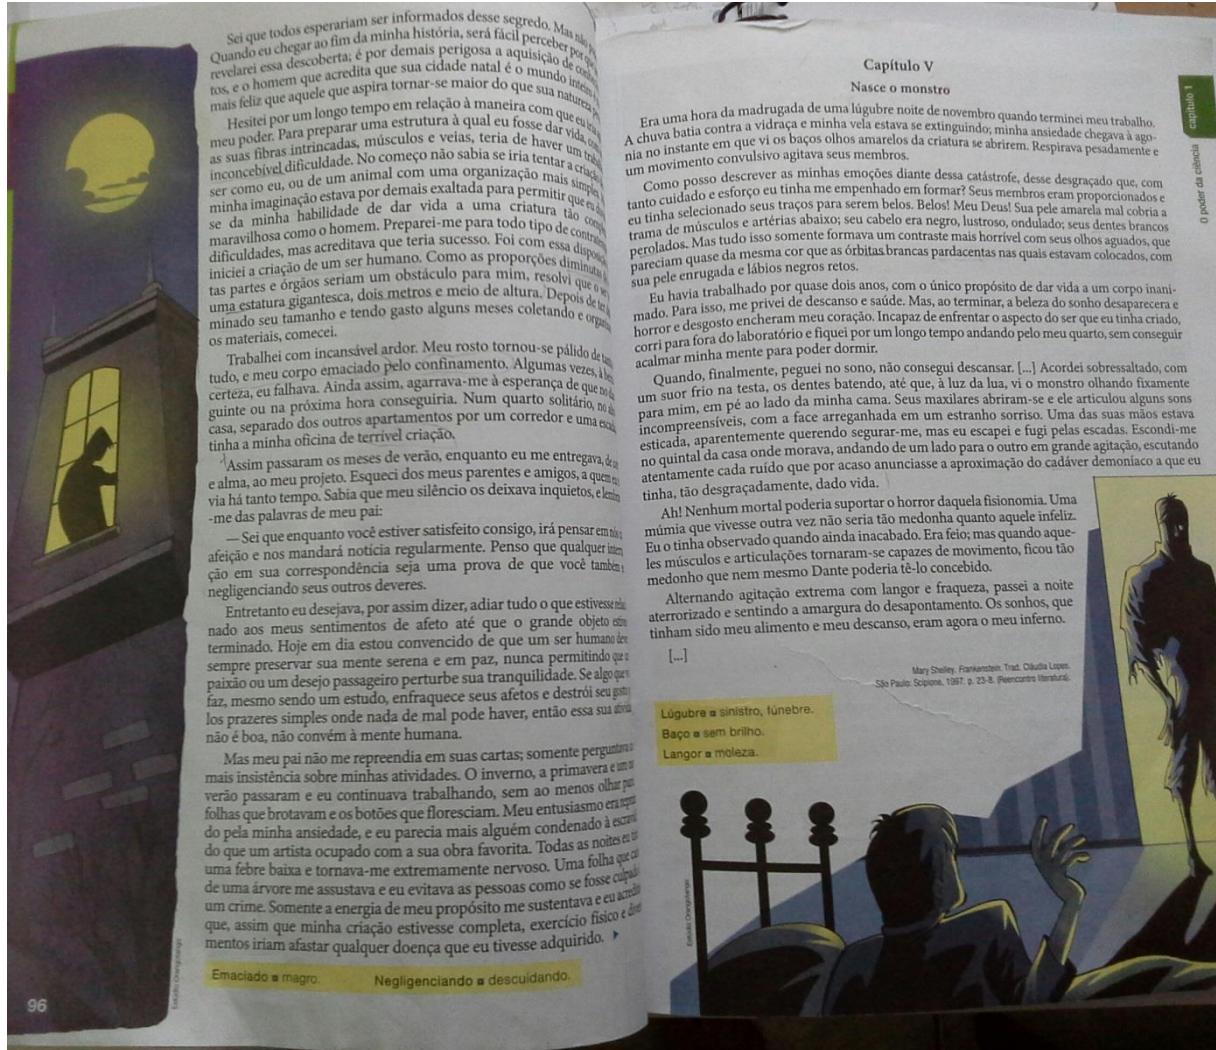 Sei que todos esperariam ser informados desse segredo. Mas não
Quando eu chegar ao fim da minha história, será fácil perceber por
revelarei essa descoberta; é por demais perigosa a aquisição de
tos, e o homem que acredita que sua cidade natal é o mundo inteiro
mais feliz que aquele que aspira tornar-se maior do que sua natureza
Hesitei por um longo tempo em relação à maneira com que eu
meu poder. Para preparar uma estrutura à qual eu fosse dar vida, com
as suas fibras intrincadas, músculos e veias, teria de haver um
inconcebível dificuldade. No começo não sabia se iria tentar a criação
ser como eu, ou de um animal com uma organização mais simples
minha imaginação estava por demais exaltada para permitir que eu
se da minha habilidade de dar vida a uma criatura tão
maravilhosa como o homem. Preparei-me para todo tipo de
dificuldades, mas acreditava que teria sucesso. Foi com essa
iniciei a criação de um ser humano. Como as proporções diminutas
tas partes e órgãos seriam um obstáculo para mim, resolvi que o
uma estatura gigantesca, dois metros e meio de altura. Depois de
minado seu tamanho e tendo gasto alguns meses coletando e
os materiais, comecei.
Trabalhei com incansável ardor. Meu rosto tornou-se pálido de
tudo, e meu corpo emaciado pelo confinamento. Algumas vezes, à
certeza, eu falhava. Ainda assim, agarrava-me à esperança de que no
guinte ou na próxima hora conseguiria. Num quarto solitário, no
casa, separado dos outros apartamentos por um corredor e uma
tinha a minha oficina de terrível criação.
Assim passaram os meses de verão, enquanto eu me entregava,
e alma, ao meu projeto. Esqueci dos meus parentes e amigos, a quem
via há tanto tempo. Sabia que meu silêncio os deixava inquietos, e
-me das palavras de meu pai:
— Sei que enquanto você estiver satisfeito consigo, irá pensar em
afeição e nos mandará notícia regularmente. Penso que qualquer
ção em sua correspondência seja uma prova de que você também
negligenciando seus outros deveres.
Entretanto eu desejava, por assim dizer, adiar tudo o que estivesse
nado aos meus sentimentos de afeto até que o grande objeto
terminado. Hoje em dia estou convencido de que um ser humano
sempre preservar sua mente serena e em paz, nunca permitindo que
paixão ou um desejo passageiro perturbe sua tranquilidade. Se algo
faz, mesmo sendo um estudo, enfraquece seus afetos e destrói seu
los prazeres simples onde nada de mal pode haver, então essa sua
não é boa, não convém à mente humana.
Mas meu pai não me repreendia em suas cartas; somente perguntava
mais insistência sobre minhas atividades. O inverno, a primavera e
verão passaram e eu continuava trabalhando, sem ao menos olhar
folhas que brotavam e os botões que floresciam. Meu entusiasmo era
do pela minha ansiedade, e eu parecia mais alguém condenado à
do que um artista ocupado com a sua obra favorita. Todas as noites eu
uma febre baixa e tornava-me extremamente nervoso. Uma folha que
de uma árvore me assustava e eu evitava as pessoas como se fosse
um crime. Somente a energia de meu propósito me sustentava e eu
que, assim que minha criação estivesse completa, exercício físico e
mentos iriam afastar qualquer doença que eu tivesse adquirido.
Emaciado ■ magro. Negligenciando ■ descuidando.
Estúdio Orangotango
96
Capítulo V
Nasce o monstro
Era uma hora da madrugada de uma lúgubre noite de novembro quando terminei meu trabalho.
A chuva batia contra a vidraça e minha vela estava se extinguindo; minha ansiedade chegava à ago-
nia no instante em que vi os baços olhos amarelos da criatura se abrirem. Respirava pesadamente e
um movimento convulsivo agitava seus membros.
Como posso descrever as minhas emoções diante dessa catástrofe, desse desgraçado que, com
tanto cuidado e esforço eu tinha me empenhado em formar? Seus membros eram proporcionados e
eu tinha selecionado seus traços para serem belos. Belos! Meu Deus! Sua pele amarela mal cobria a
trama de músculos e artérias abaixo; seu cabelo era negro, lustroso, ondulado; seus dentes brancos
perolados. Mas tudo isso somente formava um contraste mais horrível com seus olhos aguados, que
pareciam quase da mesma cor que as órbitas brancas pardacentas nas quais estavam colocados, com
sua pele enrugada e lábios negros retos.
Eu havia trabalhado por quase dois anos, com o único propósito de dar vida a um corpo inani-
mado. Para isso, me privei de descanso e saúde. Mas, ao terminar, a beleza do sonho desaparecera e
horror e desgosto encheram meu coração. Incapaz de enfrentar o aspecto do ser que eu tinha criado,
corri para fora do laboratório e fiquei por um longo tempo andando pelo meu quarto, sem conseguir
acalmar minha mente para poder dormir.
Quando, finalmente, peguei no sono, não consegui descansar. [...] Acordei sobressaltado, com
um suor frio na testa, os dentes batendo, até que, à luz da lua, vi o monstro olhando fixamente
para mim, em pé ao lado da minha cama. Seus maxilares abriram-se e ele articulou alguns sons
incompreensíveis, com a face arreganhada em um estranho sorriso. Uma das suas mãos estava
esticada, aparentemente querendo segurar-me, mas eu escapei e fugi pelas escadas. Escondi-me
no quintal da casa onde morava, andando de um lado para o outro em grande agitação, escutando
atentamente cada ruído que por acaso anunciasse a aproximação do cadáver demoníaco a que eu
tinha, tão desgraçadamente, dado vida.
Ah! Nenhum mortal poderia suportar o horror daquela fisionomia. Uma
múmia que vivesse outra vez não seria tão medonha quanto aquele infeliz.
Eu o tinha observado quando ainda inacabado. Era feio; mas quando aque-
les músculos e articulações tornaram-se capazes de movimento, ficou tão
medonho que nem mesmo Dante poderia tê-lo concebido.
Alternando agitação extrema com langor e fraqueza, passei a noite
aterrorizado e sentindo a amargura do desapontamento. Os sonhos, que
tinham sido meu alimento e meu descanso, eram agora o meu inferno.
[...]
Mary Shelley. Frankenstein. Trad. Cláudia Lopes.
São Paulo: Scipione, 1997. p. 23-8. (Reencontro literatura).
Lúgubre ■ sinistro, fúnebre.
Baço ■ sem brilho.
Langor ■ moleza.
Estúdio Orangotango
capítulo 1
O poder da ciência